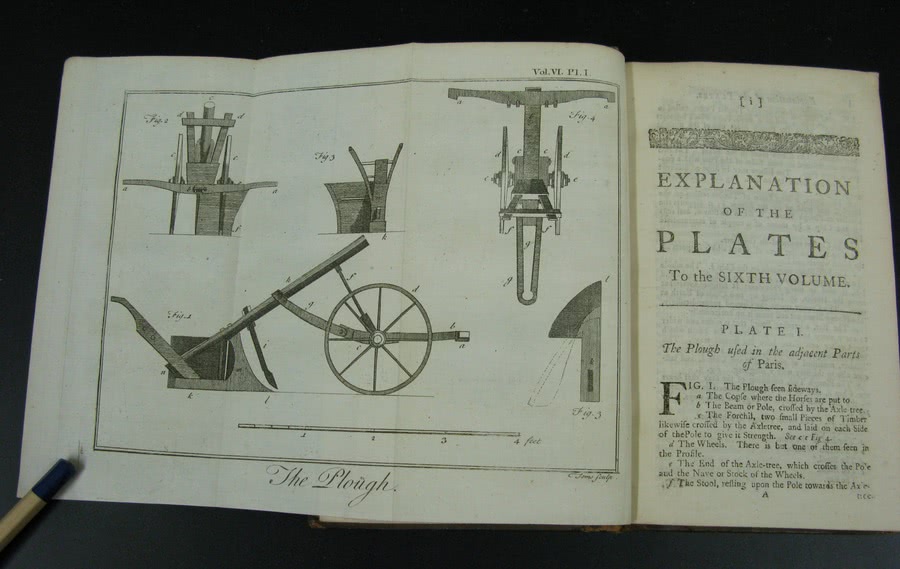 Vol. VI. Pl. I
Fig. 2
Fig. 3
Fig. 4
Fig. 1
Fig. 3
1 2 3 4 feet
The Plough.
sculp
[i]
EXPLANATION
OF THE
PLATES
To the SIXTH VOLUME.
PLATE I.
The Plough uſed in the adjacent Parts
of Paris.
FIG. I. The Plough ſeen ſideways.
a The Copſe where the Horſes are put to
b The Beam or Pole, croſſed by the Axle-tree
c The Forchil, two ſmall Pieces of Timber
likewiſe croſſed by the Axletree, and laid on each Side
of the Pole to give it Strength. See c c Fig 4.
d The Wheels. There is but one of them ſeen in
the Profile.
e The End of the Axle-tree, which croſſes the Pole
and the Nave or Stock of the Wheels.
f The Stool, reſting upon the Pole towards the Axe-
A
nce-